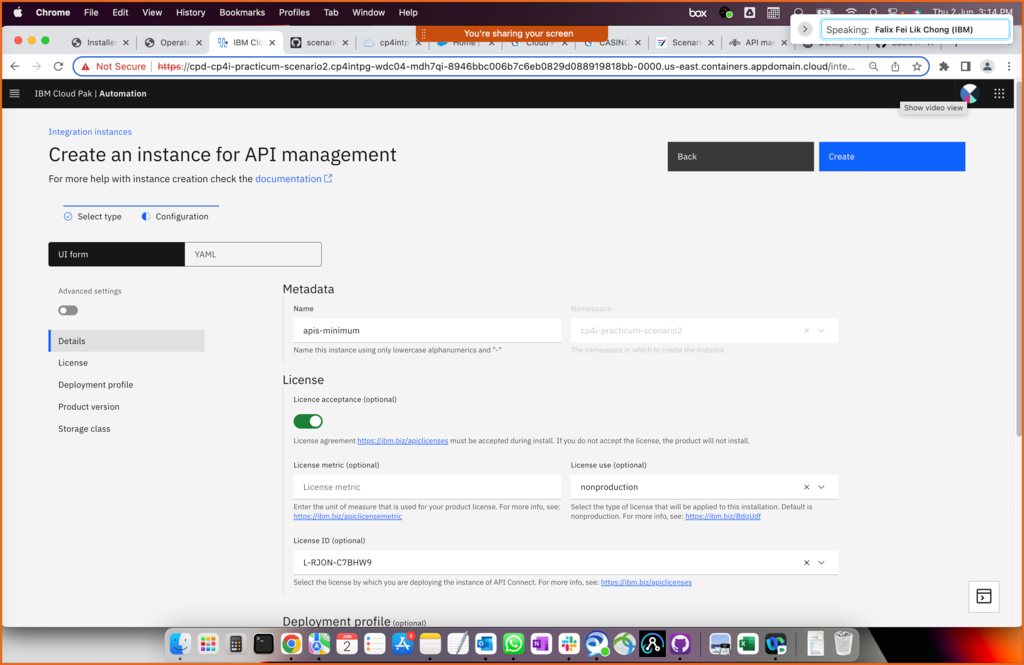 Chrome File Edit View History Bookmarks Profiles Tab Window Help box Thu 2 Jun 3:14 PM
You're sharing your screen
Speaking: Falix Fei Lik Chong (IBM)
Installe Operat IBM Clo scenari cp4intp Home Cloud P CASINC Scenari API ma
Not Secure https://cpd-cp4i-practicum-scenario2.cp4intpg-wdc04-mdh7qi-8946bbc006b7c6eb0829d088919818bb-0000.us-east.containers.appdomain.cloud/inte...
IBM Cloud Pak | Automation
Show video view
Integration instances
Create an instance for API management
Back
Create
For more help with instance creation check the documentation
Select type
Configuration
UI form
YAML
Advanced settings
Details
License
Deployment profile
Product version
Storage class
Metadata
Name
Namespace
apis-minimum
cp4i-practicum-scenario2
Name this instance using only lowercase alphanumerics and "-"
The namespace in which to create the instance
License
Licence acceptance (optional)
License agreement https://ibm.biz/apiclicenses must be accepted during install. If you do not accept the license, the product will not install.
License metric (optional)
License use (optional)
License metric
nonproduction
Enter the unit of measure that is used for your product license. For more info, see:
https://ibm.biz/apiclicensemetric
Select the type of license that will be applied to this installation. Default is
nonproduction. For more info, see: https://ibm.biz/BdqUdf
License ID (optional)
L-RJON-C7BHW9
Select the license by which you are deploying the instance of API Connect. For more info, see: https://ibm.biz/apiclicenses
Deployment profile (optional)
JUN
2